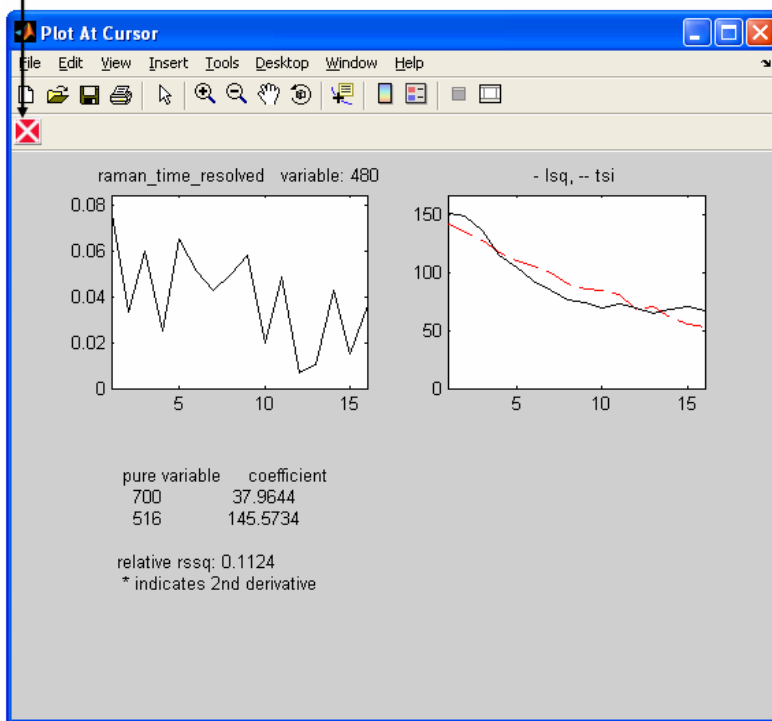 Plot At Cursor
File Edit View Insert Tools Desktop Window Help
raman_time_resolved variable: 480
0.08
0.06
0.04
0.02
0
5 10 15
- lsq, -- tsi
150
100
50
0
5 10 15
pure variable coefficient
700 37.9644
516 145.5734
relative rssq: 0.1124
* indicates 2nd derivative